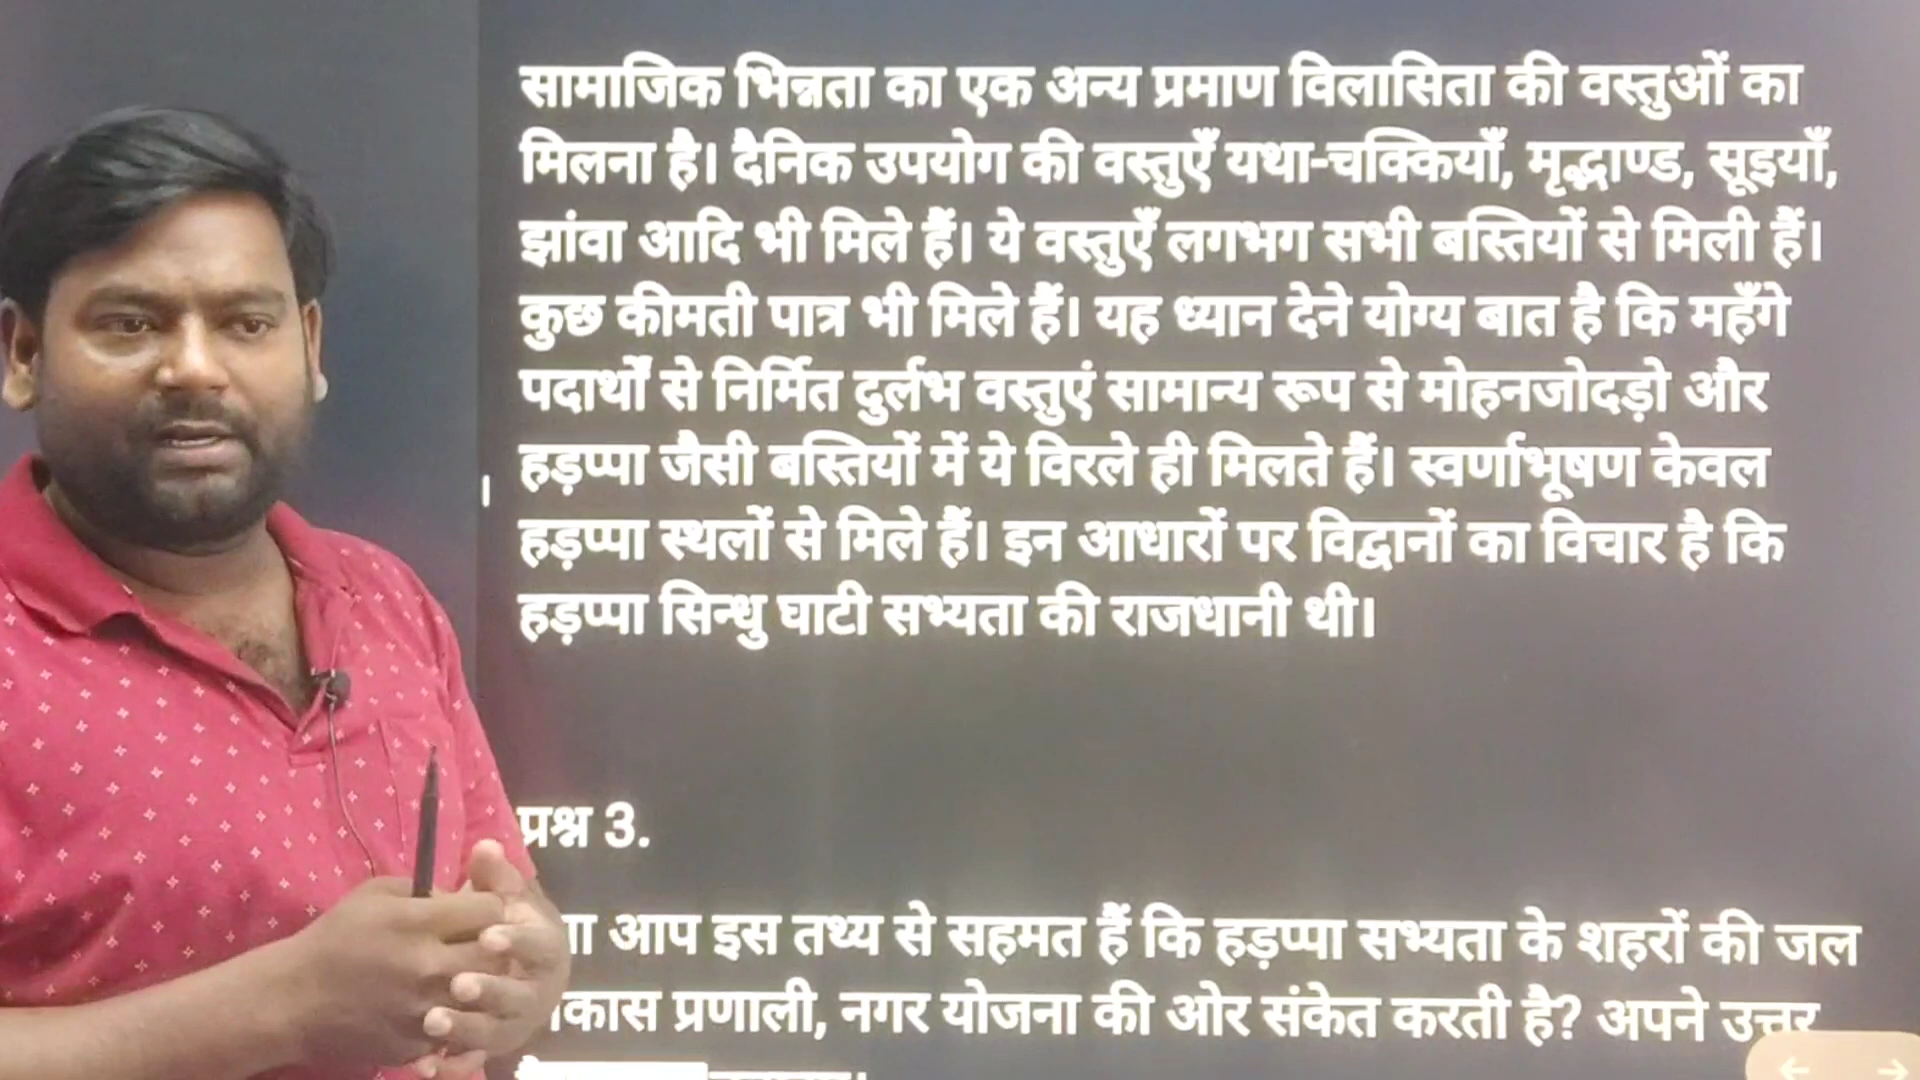 सामाजिक भिन्नता का एक अन्य प्रमाण विलासिता की वस्तुओं का
मिलना है। दैनिक उपयोग की वस्तुएँ यथा-चक्कियाँ, मृद्भाण्ड, सूइयाँ,
झांवा आदि भी मिले हैं। ये वस्तुएँ लगभग सभी बस्तियों से मिली हैं।
कुछ कीमती पात्र भी मिले हैं। यह ध्यान देने योग्य बात है कि महँगे
पदार्थों से निर्मित दुर्लभ वस्तुएं सामान्य रूप से मोहनजोदड़ो और
हड़प्पा जैसी बस्तियों में ये विरले ही मिलते हैं। स्वर्णाभूषण केवल
हड़प्पा स्थलों से मिले हैं। इन आधारों पर विद्वानों का विचार है कि
हड़प्पा सिन्धु घाटी सभ्यता की राजधानी थी।
प्रश्न 3.
आप इस तथ्य से सहमत हैं कि हड़प्पा सभ्यता के शहरों की जल
प्रणाली, नगर योजना की ओर संकेत करती है? अपने उत्तर